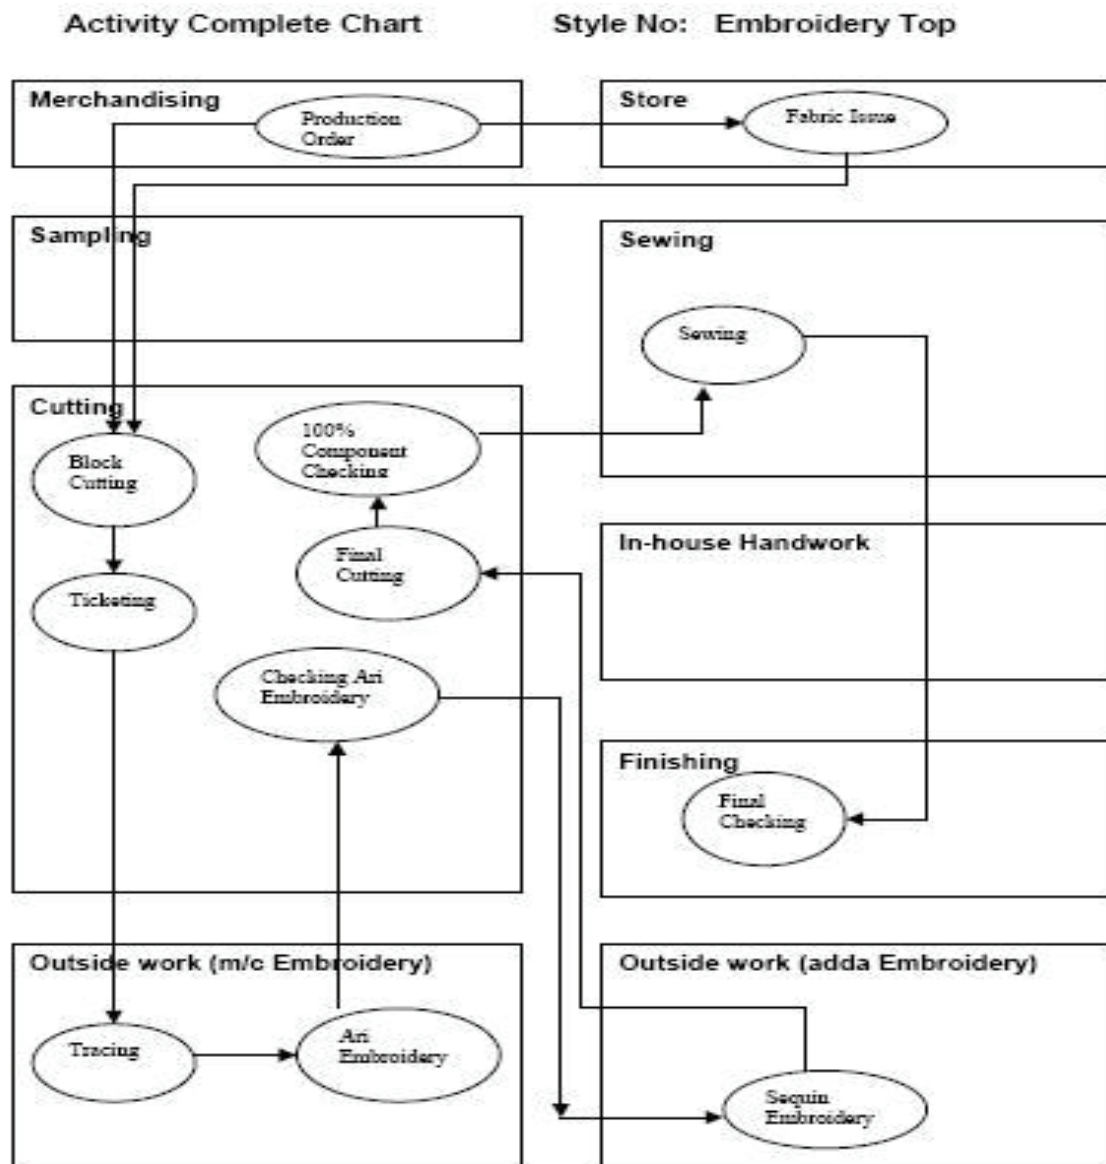 Activity Complete Chart
Style No: Embroidery Top
Merchandising
Production
Order
Store
Fabric Issue
Sampling
Sewing
Sewing
Cutting
Block
Cutting
100%
Component
Checking
Final
Cutting
Ticketing
Checking Ari
Embroidery
In-house Handwork
Finishing
Final
Checking
Outside work (m/c Embroidery)
Tracing
Ari
Embroidery
Outside work (adda Embroidery)
Sequin
Embroidery